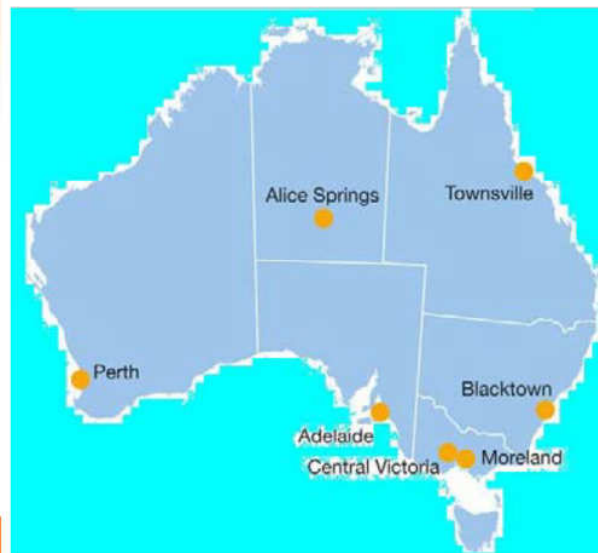 Alice Springs
Townsville
Perth
Blacktown
Adelaide
Central Victoria
Moreland